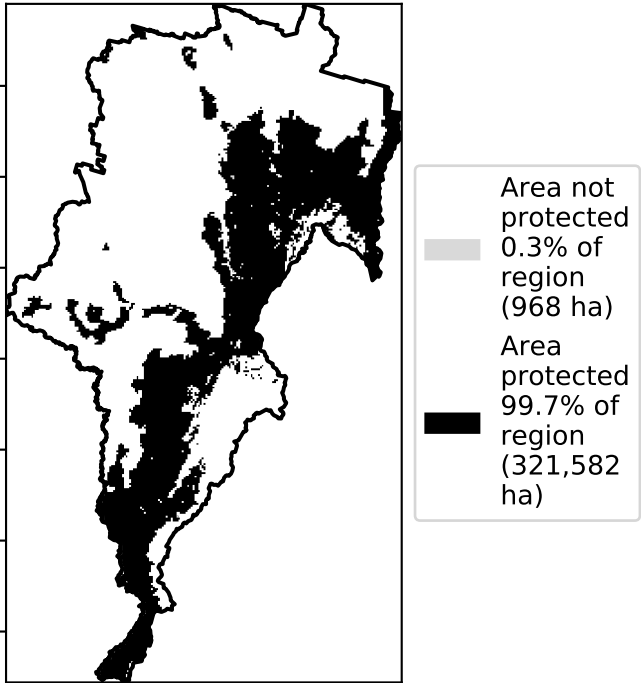 Area not
protected
0.3% of
region
(968 ha)
Area
protected
99.7% of
region
(321,582
ha)